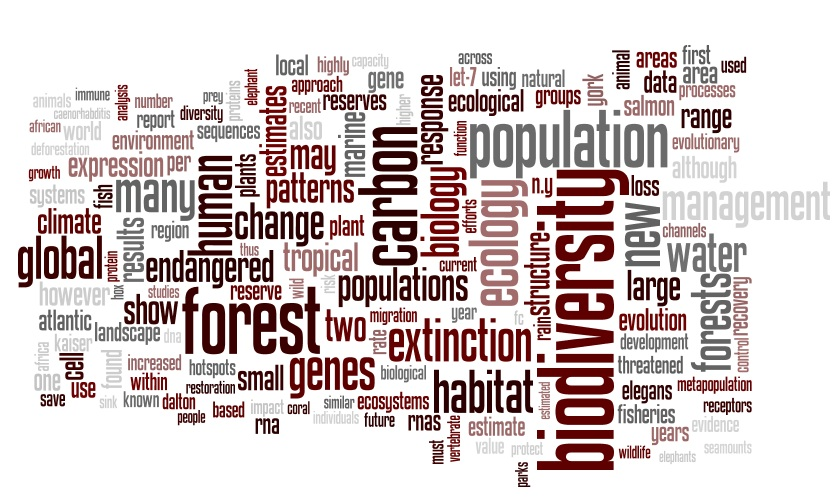 across
animal
areas
first
area
used
local
highly
capacity
let-7
using
natural
data
processes
elephant
approach
gene
york
immune
analysis
number
prey
proteins
recent
reserves
higher
response
ecological
groups
salmon
range
animals
caenorhabditis
report
diversity
african
world
environment
sequences
estimates
also
marine
carbon
function
population
evolutionary
deforestation
growth
expression
per
human
plants
may
patterns
biology
ecology
although
systems
fish
many
change
plant
efforts
n.y
loss
management
climate
region
results
new
channels
global
protein
endangered
thus
tropical
current
structure
biodiversity
water
however
hox
studies
reserve
wild
risk
populations
large
forests
recovery
atlantic
landscape
show
forest
two
migration
year
fc
rain
evolution
dna
rate
extinction
development
control
africa
kaiser
cell
found
increased
hotspots
small
genes
biological
threatened
one
use
within
restoration
habitat
estimated
elegans
metapopulation
save
sink
known
dalton
people
based
impact
coral
similar
ecosystems
receptors
rna
individuals
future
rnas
vertebrate
must
estimate
fisheries
years
evidence
value
protect
parks
wildlife
elephants
seamounts